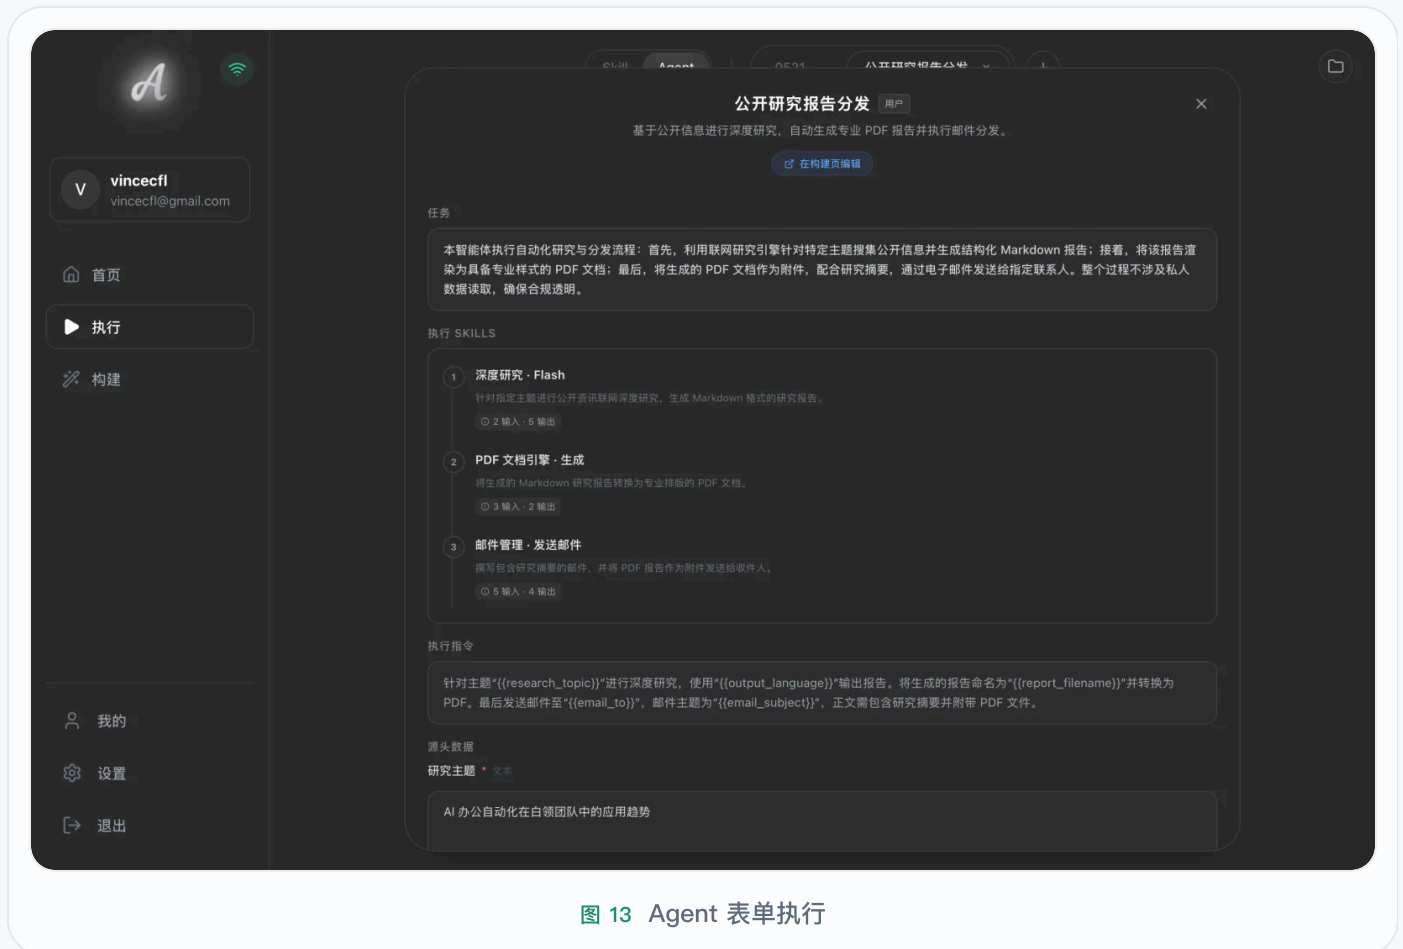 A
Skill
Agent
0521
公开研究报告分发
公开研究报告分发 用户
基于公开信息进行深度研究，自动生成专业 PDF 报告并执行邮件分发。
在构建页编辑
V
vincecfl
vincecfl@gmail.com
首页
执行
构建
我的
设置
退出
任务
本智能体执行自动化研究与分发流程：首先，利用联网研究引擎针对特定主题搜集公开信息并生成结构化 Markdown 报告；接着，将该报告渲
染为具备专业样式的 PDF 文档；最后，将生成的 PDF 文档作为附件，配合研究摘要，通过电子邮件发送给指定联系人。整个过程不涉及私人
数据读取，确保合规透明。
执行 SKILLS
1
深度研究 · Flash
针对指定主题进行公开资讯联网深度研究，生成 Markdown 格式的研究报告。
2 输入 · 5 输出
2
PDF 文档引擎 · 生成
将生成的 Markdown 研究报告转换为专业排版的 PDF 文档。
3 输入 · 2 输出
3
邮件管理 · 发送邮件
撰写包含研究摘要的邮件，并将 PDF 报告作为附件发送给收件人。
5 输入 · 4 输出
执行指令
针对主题“{{research_topic}}”进行深度研究，使用“{{output_language}}”输出报告。将生成的报告命名为“{{report_filename}}”并转换为
PDF。最后发送邮件至“{{email_to}}”，邮件主题为“{{email_subject}}”，正文需包含研究摘要并附带 PDF 文件。
源头数据
研究主题 * 文本
AI 办公自动化在白领团队中的应用趋势
图 13 Agent 表单执行